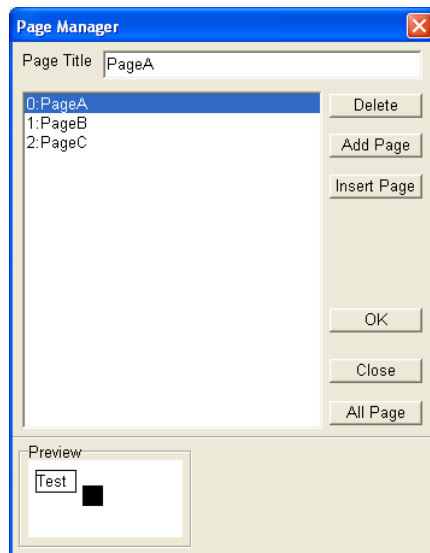 Page Manager
Page Title PageA
0:PageA
1:PageB
2:PageC
Delete
Add Page
Insert Page
OK
Close
All Page
Preview
Test